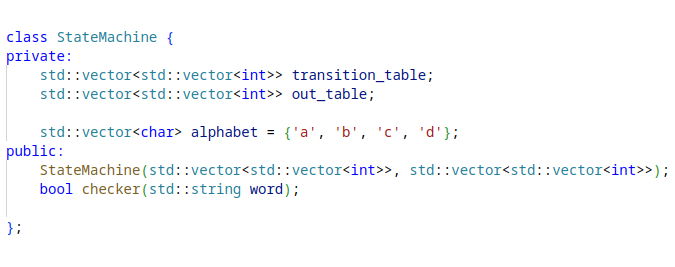 class StateMachine {
private:
    std::vector<std::vector<int>> transition_table;
    std::vector<std::vector<int>> out_table;

    std::vector<char> alphabet = {'a', 'b', 'c', 'd'};
public:
    StateMachine(std::vector<std::vector<int>>, std::vector<std::vector<int>>);
    bool checker(std::string word);

};